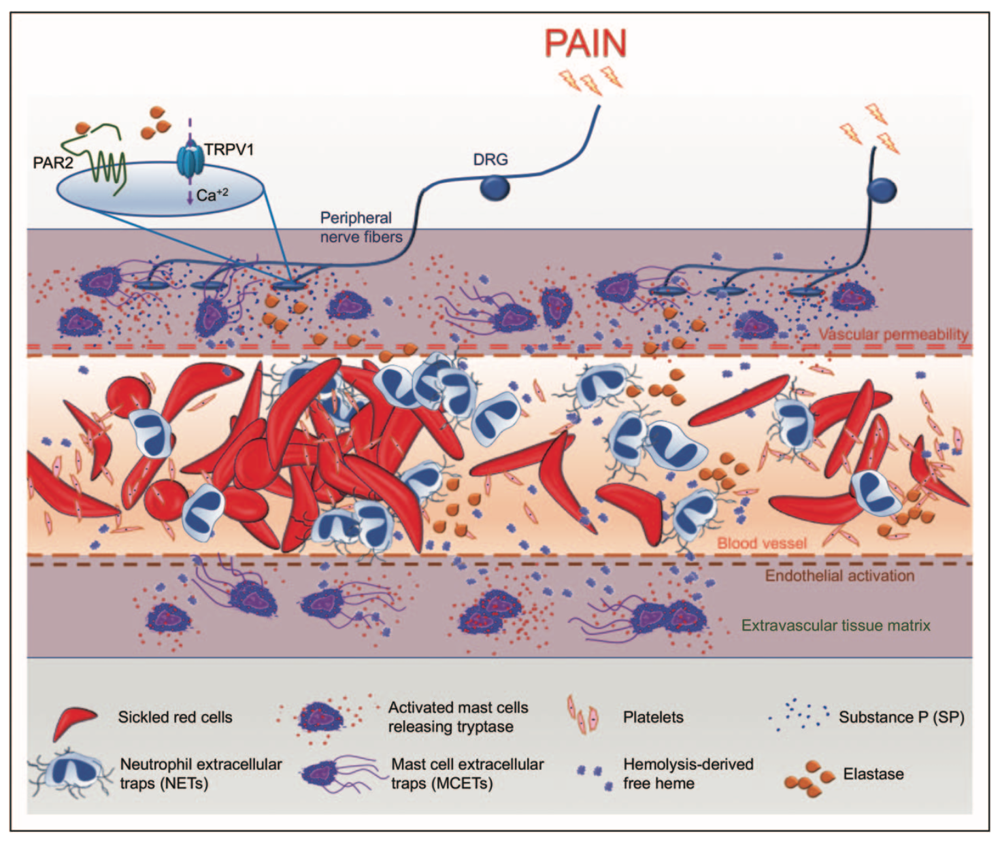 PAIN
PAR2
TRPV1
Ca+2
DRG
Peripheral
nerve fibers
Vascular permeability
Blood vessel
Endothelial activation
Extravascular tissue matrix
Sickled red cells
Activated mast cells
releasing tryptase
Platelets
Substance P (SP)
Neutrophil extracellular
traps (NETs)
Mast cell extracellular
traps (MCETs)
Hemolysis-derived
free heme
Elastase